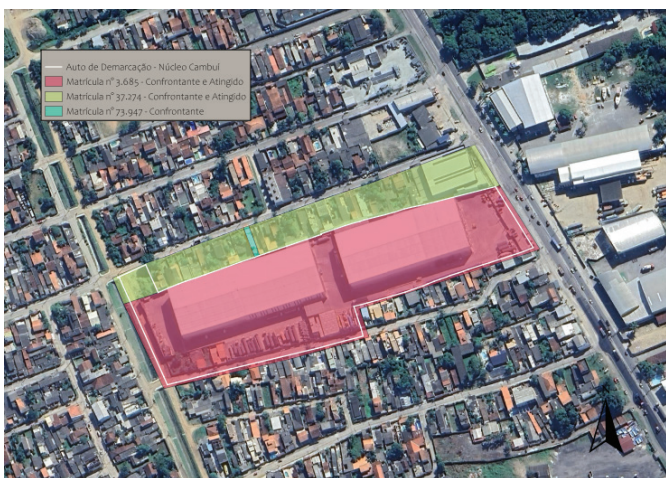 Auto de Demarcação - Núcleo Cambuí
Matrícula nº 3.685 - Confrontante e Atingido
Matrícula nº 37.274 - Confrontante e Atingido
Matrícula nº 73.947 - Confrontante